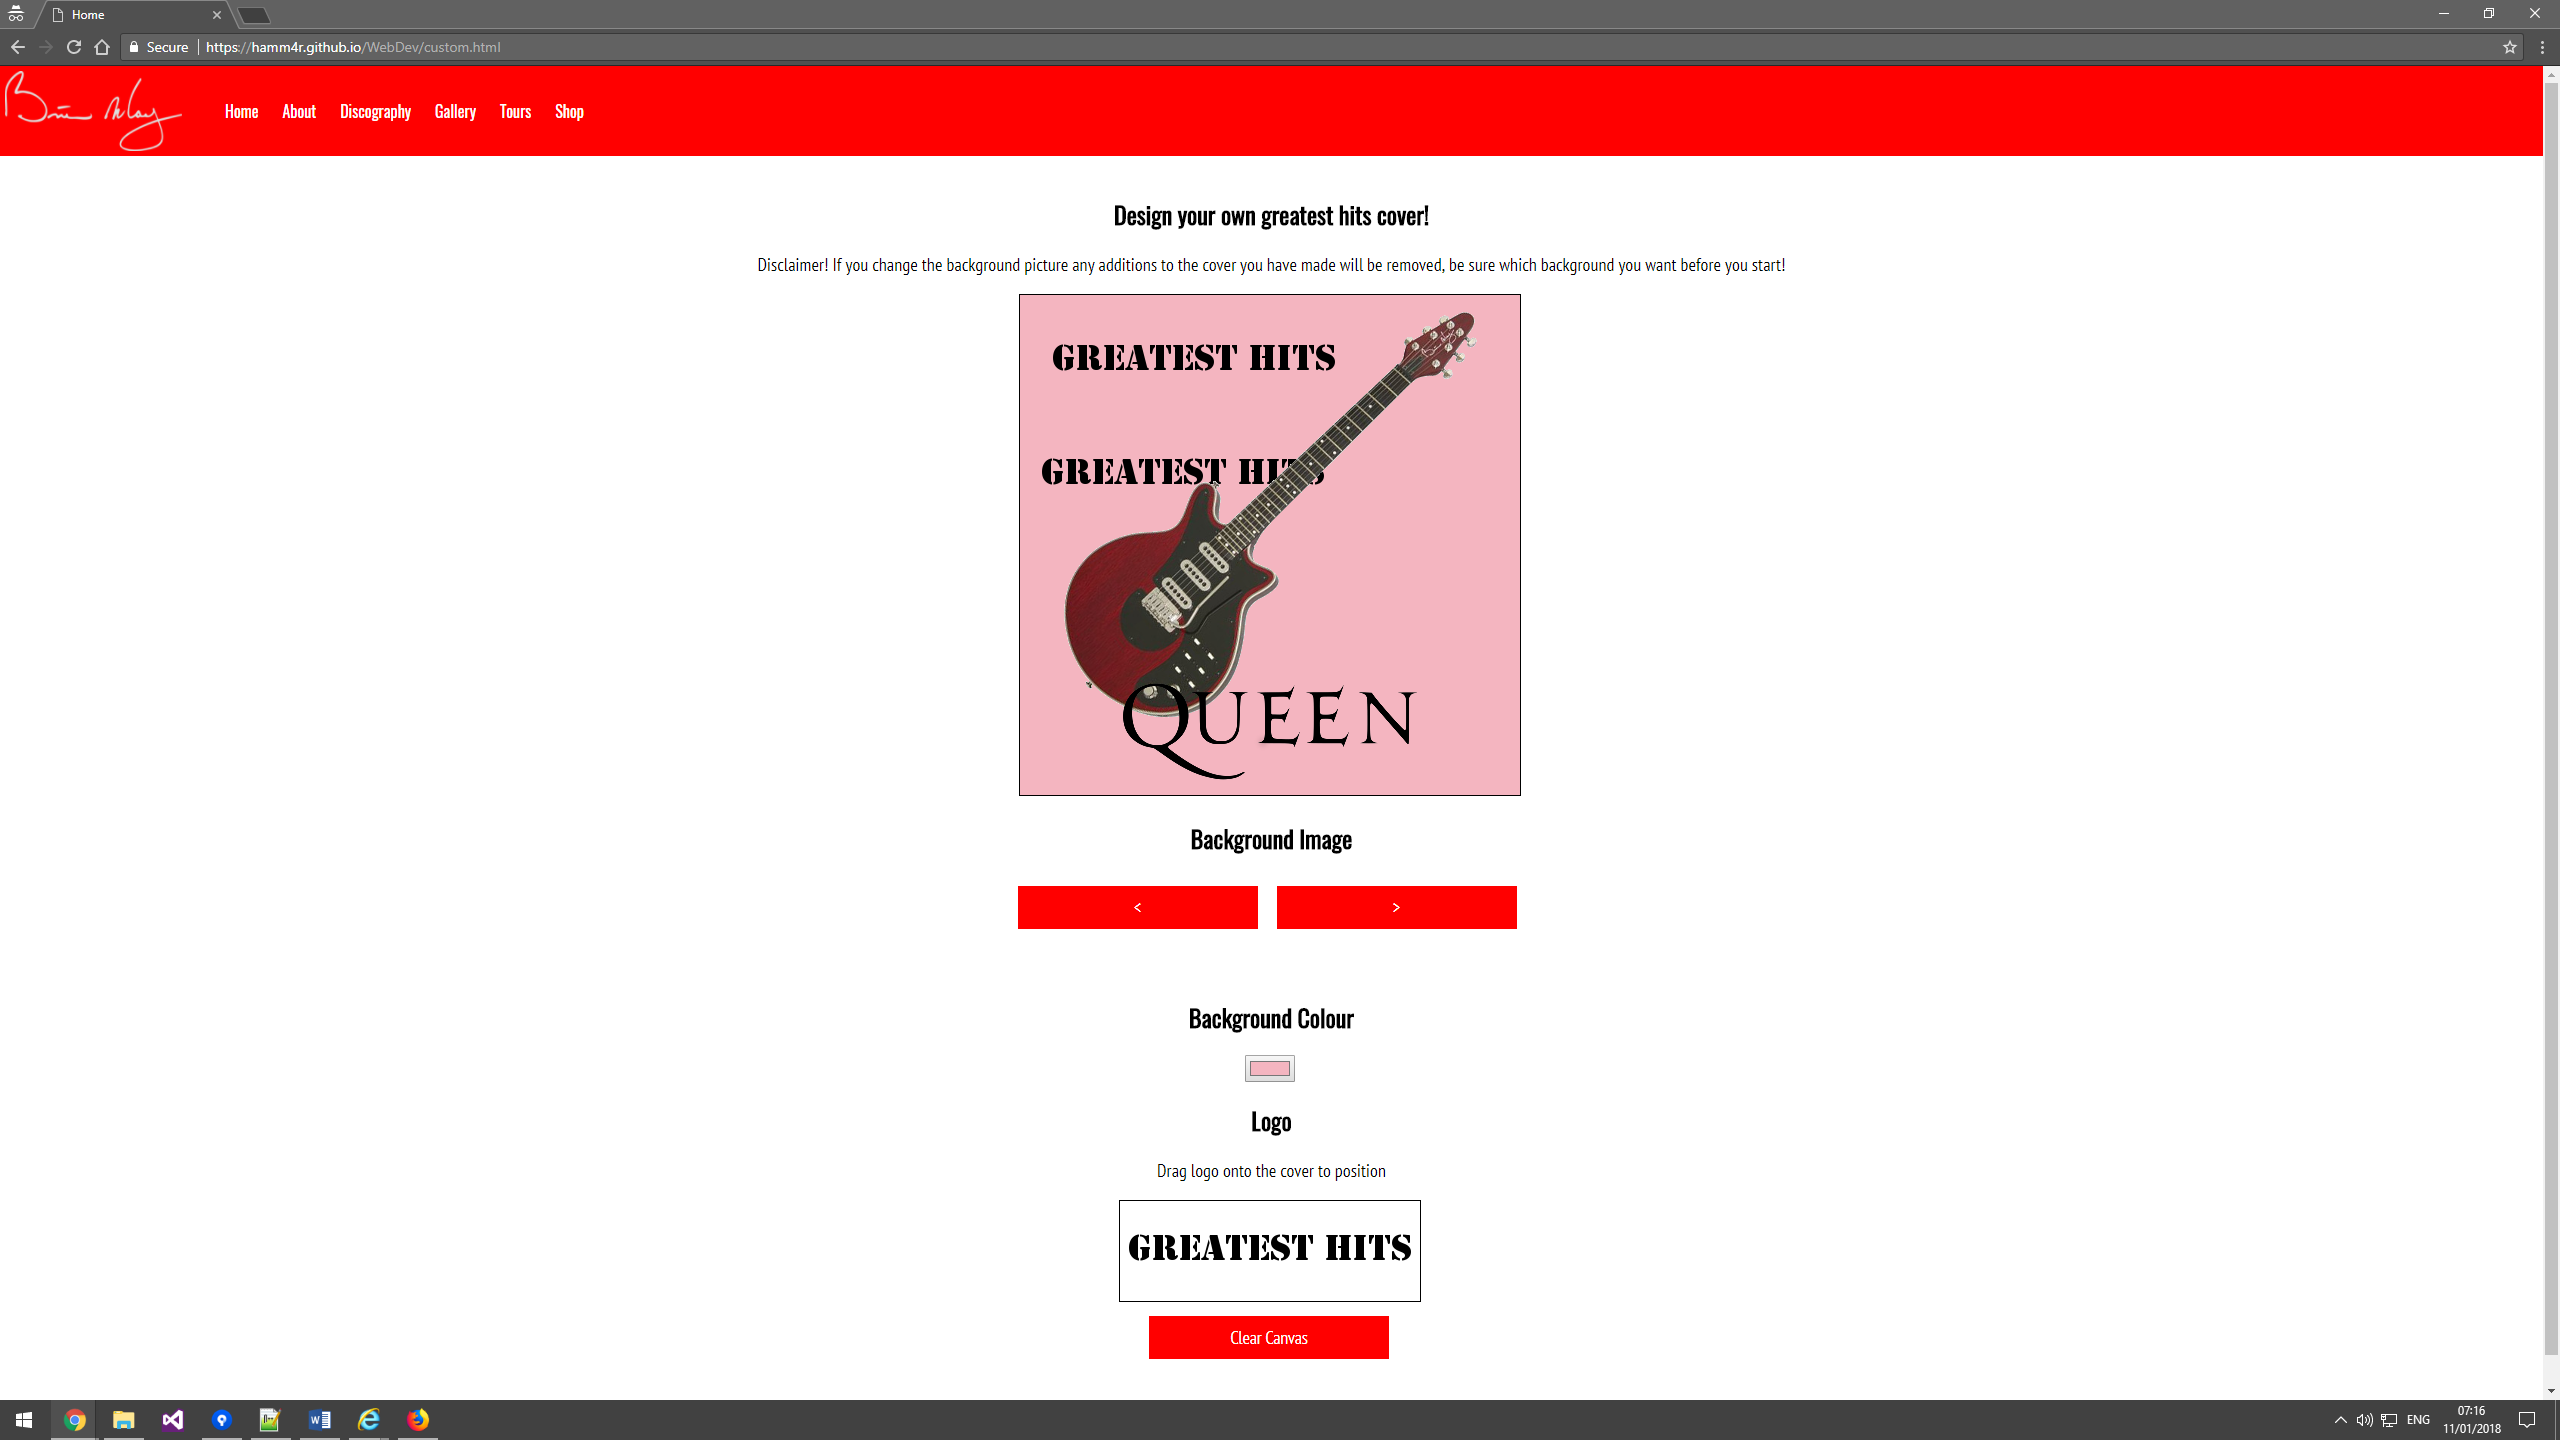 Home
Secure
https://hamm4r.github.io/WebDev/custom.html
Brian May
Home About Discography Gallery Tours Shop
Design your own greatest hits cover!
Disclaimer! If you change the background picture any additions to the cover you have made will be removed, be sure which background you want before you start!
GREATEST HITS
GREATEST HITS
QUEEN
Background Image
< >
Background Colour
Logo
Drag logo onto the cover to position
GREATEST HITS
Clear Canvas
ENG
07:16
11/01/2018